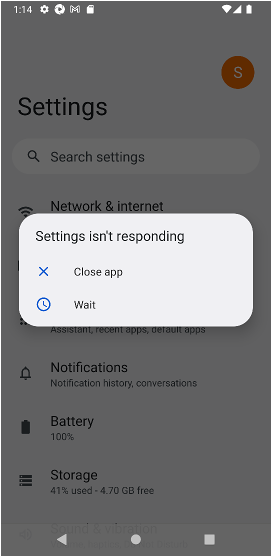 1:14
S
Settings
Search settings
Network & internet
Settings isn't responding
Close app
Wait
Assistant, recent apps, default apps
Notifications
Notification history, conversations
Battery
100%
Storage
41% used - 4.70 GB free
Sound & vibration